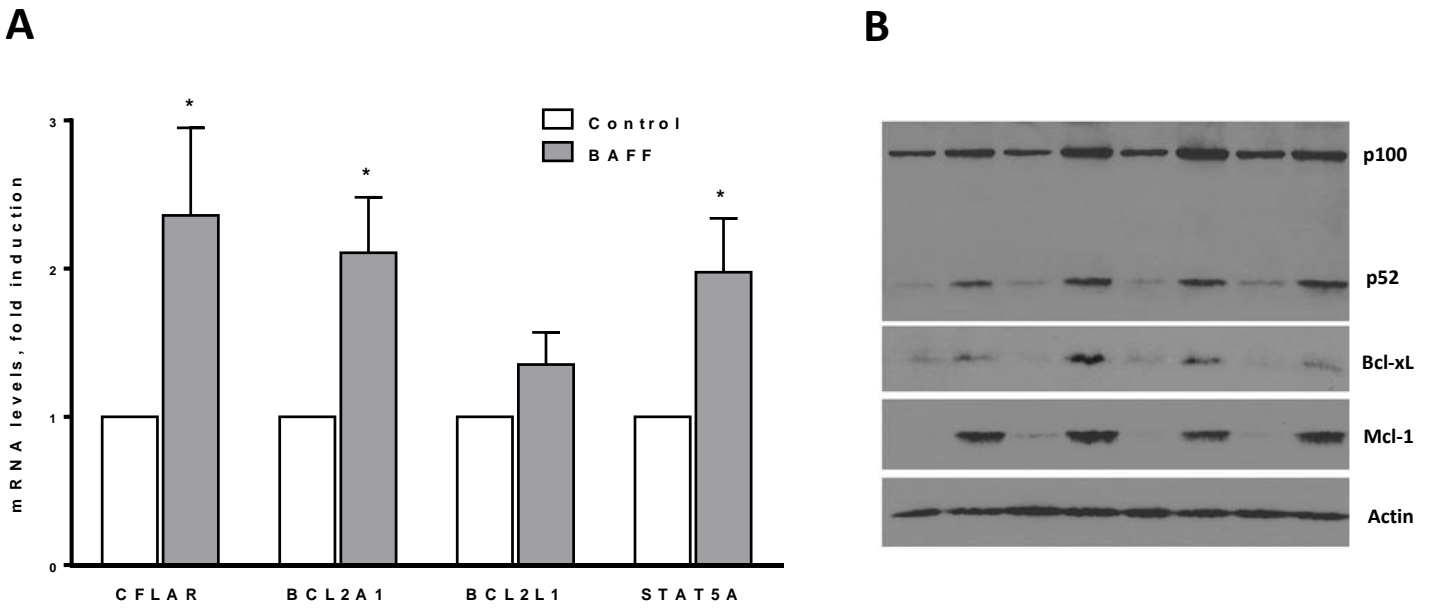 A
B
mRNA levels, fold induction
3
2
1
0
*
*
*
Control
BAFF
CFLAR
BCL2A1
BCL2L1
STAT5A
p100
p52
Bcl-xL
Mcl-1
Actin